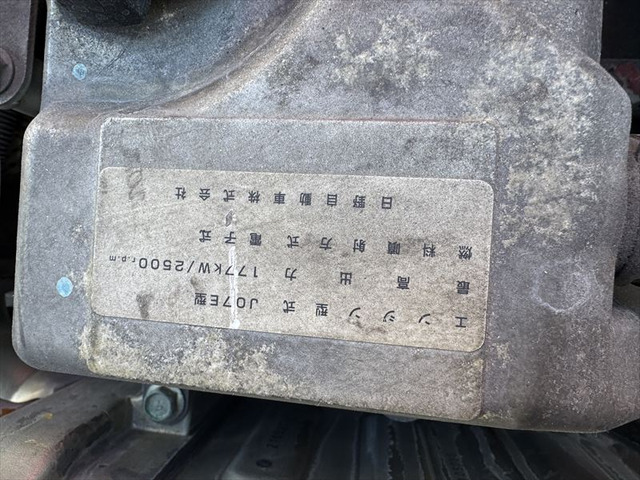 エンジン型式 J07E型
最高出力 177kW/2500r.p.m
燃料噴射方式 電子式
日野自動車株式会社